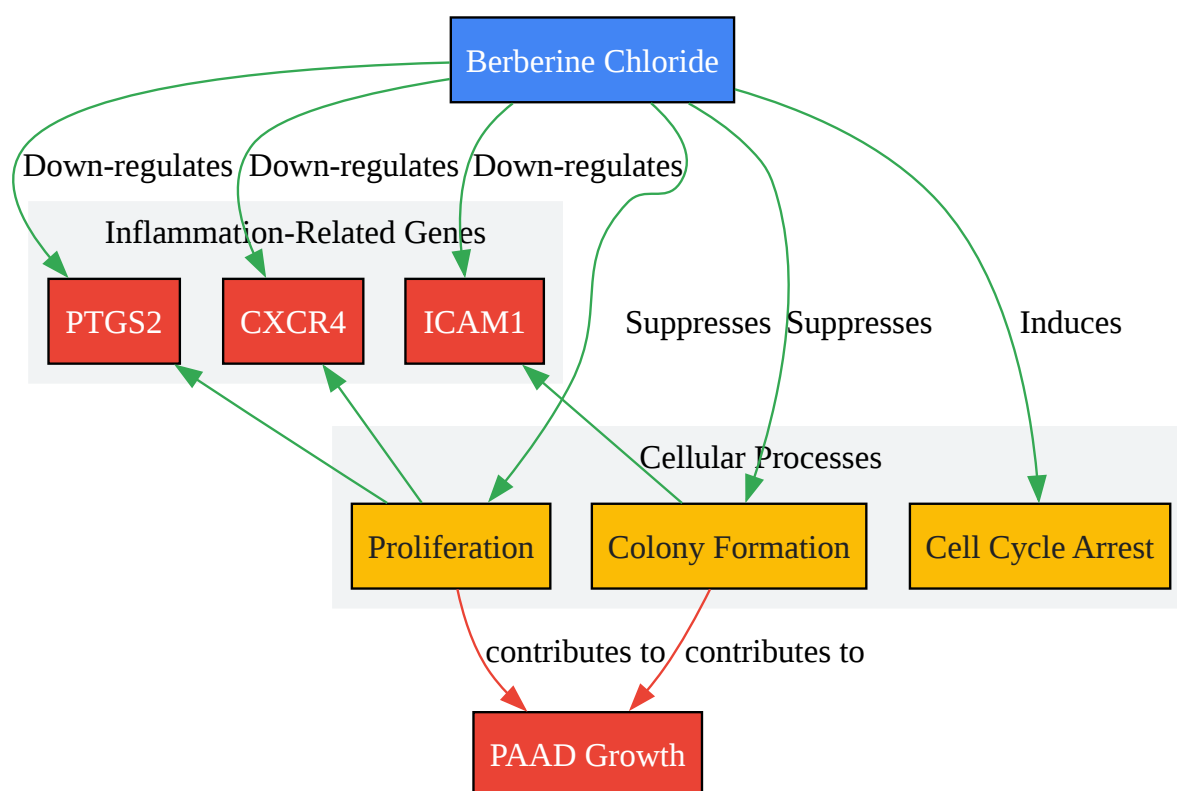 Berberine Chloride
Down-regulates
Down-regulates
Down-regulates
Inflammation-Related Genes
PTGS2
CXCR4
ICAM1
Suppresses
Suppresses
Induces
Cellular Processes
Proliferation
Colony Formation
Cell Cycle Arrest
contributes to
contributes to
PAAD Growth